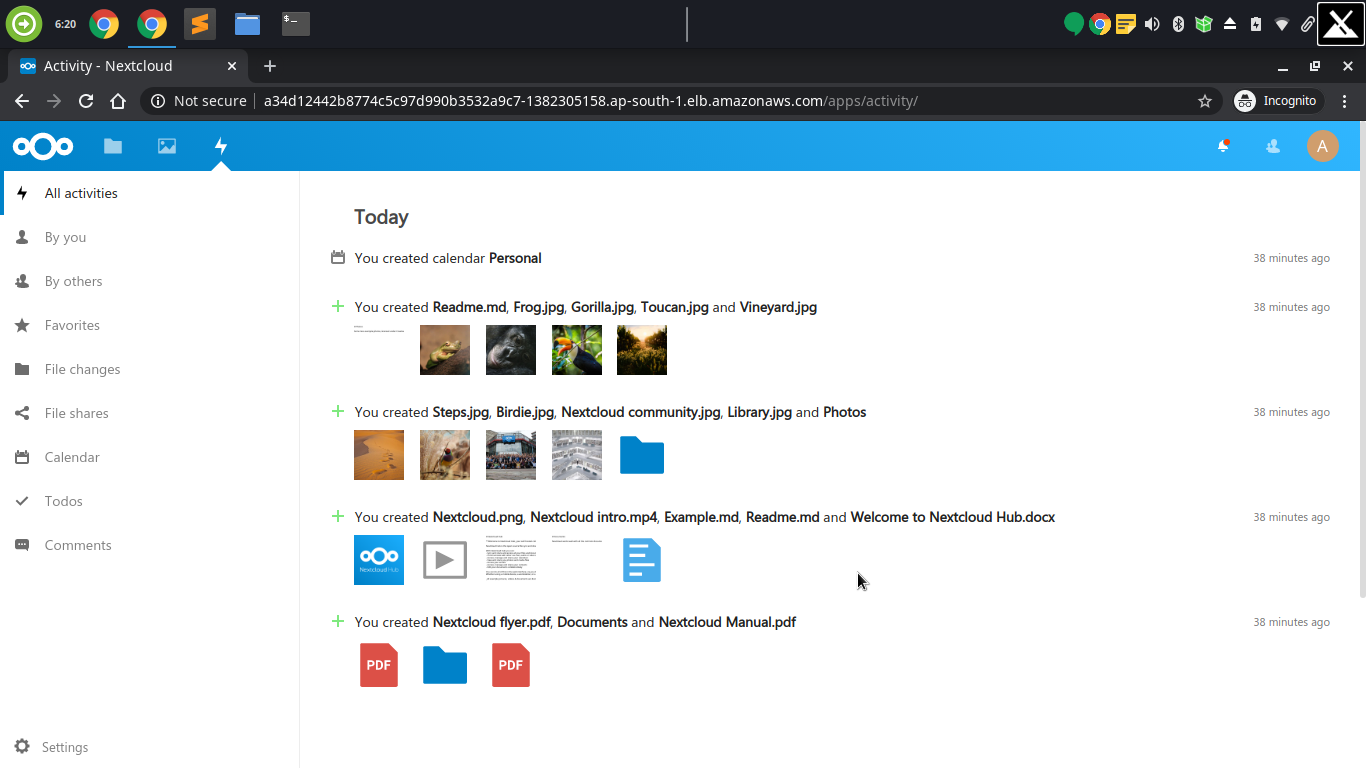 6:20
$_
Activity - Nextcloud
Not secure a34d12442b8774c5c97d990b3532a9c7-1382305158.ap-south-1.elb.amazonaws.com/apps/activity/
Incognito
A
All activities
By you
By others
Favorites
File changes
File shares
Calendar
Todos
Comments
Settings
Today
You created calendar Personal 38 minutes ago
You created Readme.md, Frog.jpg, Gorilla.jpg, Toucan.jpg and Vineyard.jpg 38 minutes ago
You created Steps.jpg, Birdie.jpg, Nextcloud community.jpg, Library.jpg and Photos 38 minutes ago
You created Nextcloud.png, Nextcloud intro.mp4, Example.md, Readme.md and Welcome to Nextcloud Hub.docx 38 minutes ago
Nextcloud Hub
You created Nextcloud flyer.pdf, Documents and Nextcloud Manual.pdf 38 minutes ago
PDF PDF